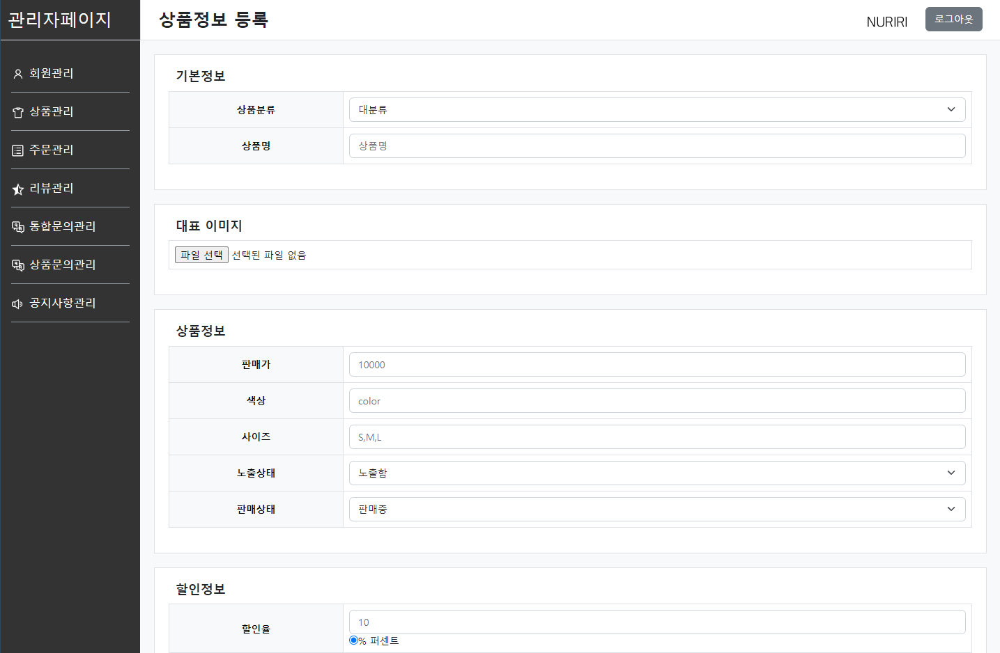 관리자페이지
상품정보 등록
NURIRI
로그아웃
회원관리
상품관리
주문관리
리뷰관리
통합문의관리
상품문의관리
공지사항관리
기본정보
상품분류
대분류
상품명
상품명
대표 이미지
파일 선택 선택된 파일 없음
상품정보
판매가
10000
색상
color
사이즈
S,M,L
노출상태
노출함
판매상태
판매중
할인정보
할인율
10
% 퍼센트